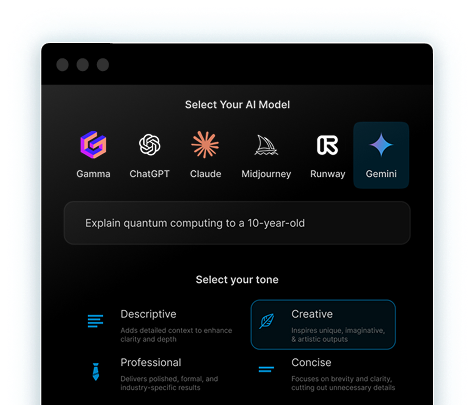 Select Your AI Model
Gamma ChatGPT Claude Midjourney Runway Gemini
Explain quantum computing to a 10-year-old
Select your tone
Descriptive
Adds detailed context to enhance
clarity and depth
Creative
Inspires unique, imaginative,
& artistic outputs
Professional
Delivers polished, formal, and
industry-specific results
Concise
Focuses on brevity and clarity,
cutting out unnecessary details